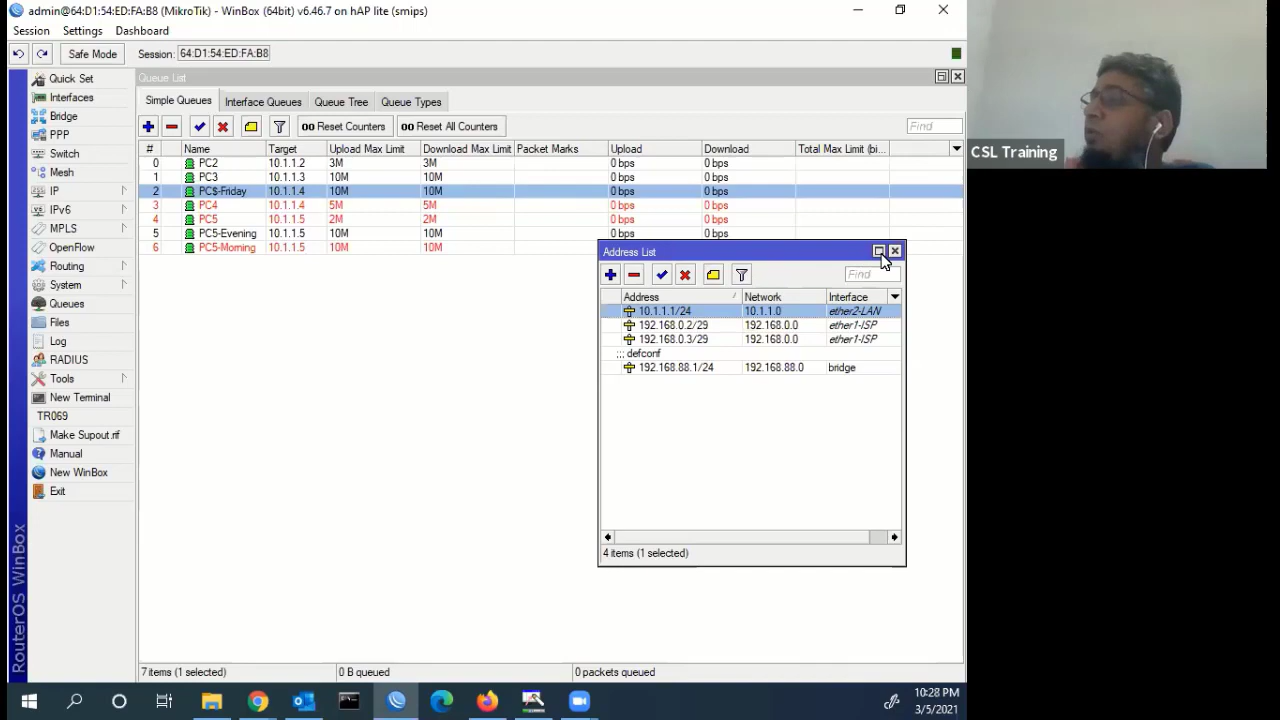 admin@64:D1:54:ED:FA:B8 (MikroTik) - WinBox (64bit) v6.46.7 on hAP lite (smips)
Session Settings Dashboard
Safe Mode Session: 64:D1:54:ED:FA:B8
Quick Set
Interfaces
Bridge
PPP
Switch
Mesh
IP
IPv6
MPLS
OpenFlow
Routing
System
Queues
Files
Log
RADIUS
Tools
New Terminal
TR069
Make Supout.rif
Manual
New WinBox
Exit
RouterOS WinBox
Queue List
Simple Queues Interface Queues Queue Tree Queue Types
00 Reset Counters 00 Reset All Counters Find
# Name Target Upload Max Limit Download Max Limit Packet Marks Upload Download Total Max Limit (bi...
0 PC2 10.1.1.2 3M 3M 0 bps 0 bps
1 PC3 10.1.1.3 10M 10M 0 bps 0 bps
2 PC$-Friday 10.1.1.4 10M 10M 0 bps 0 bps
3 PC4 10.1.1.4 5M 5M 0 bps 0 bps
4 PC5 10.1.1.5 2M 2M 0 bps 0 bps
5 PC5-Evening 10.1.1.5 10M 10M 0 bps 0 bps
6 PC5-Morning 10.1.1.5 10M 10M
Address List
Find
Address Network Interface
10.1.1.1/24 10.1.1.0 ether2-LAN
192.168.0.2/29 192.168.0.0 ether1-ISP
192.168.0.3/29 192.168.0.0 ether1-ISP
;;; defconf
192.168.88.1/24 192.168.88.0 bridge
4 items (1 selected)
7 items (1 selected) 0 B queued 0 packets queued
CSL Training
10:28 PM
3/5/2021